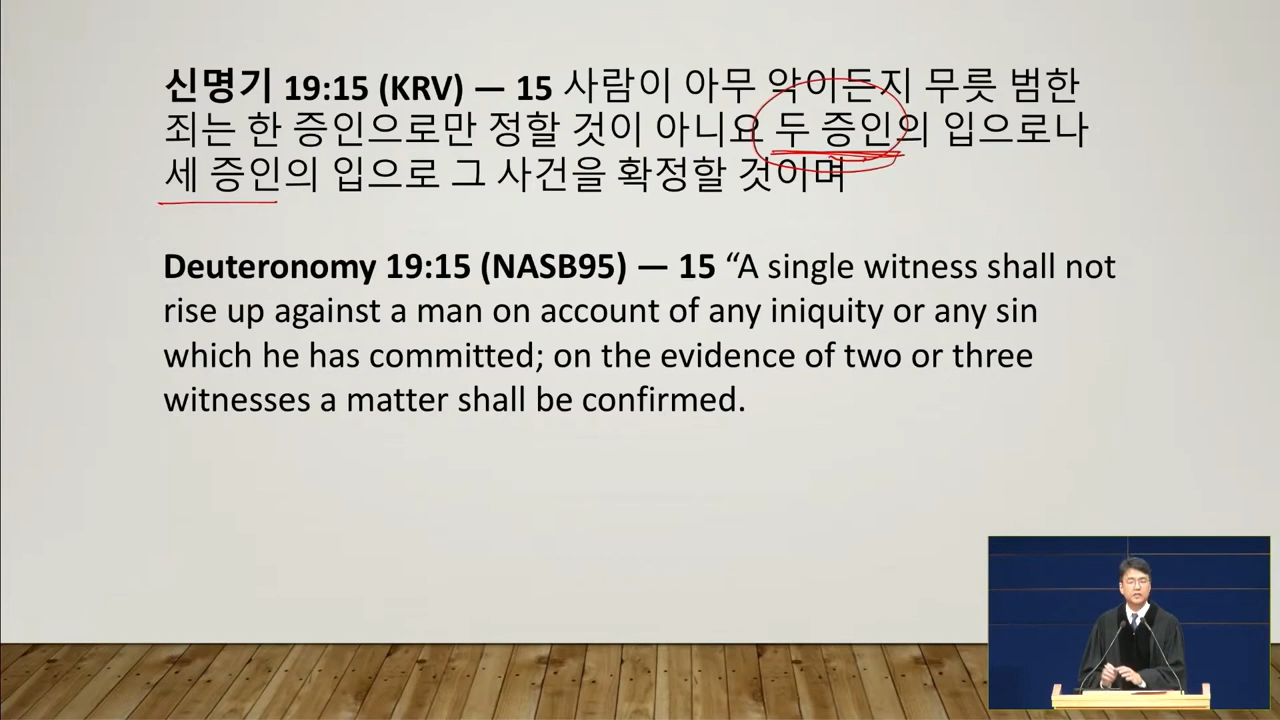 신명기 19:15 (KRV) — 15 사람이 아무 악이든지 무릇 범한
죄는 한 증인으로만 정할 것이 아니요 두 증인의 입으로나
세 증인의 입으로 그 사건을 확정할 것이며
Deuteronomy 19:15 (NASB95) — 15 “A single witness shall not
rise up against a man on account of any iniquity or any sin
which he has committed; on the evidence of two or three
witnesses a matter shall be confirmed.